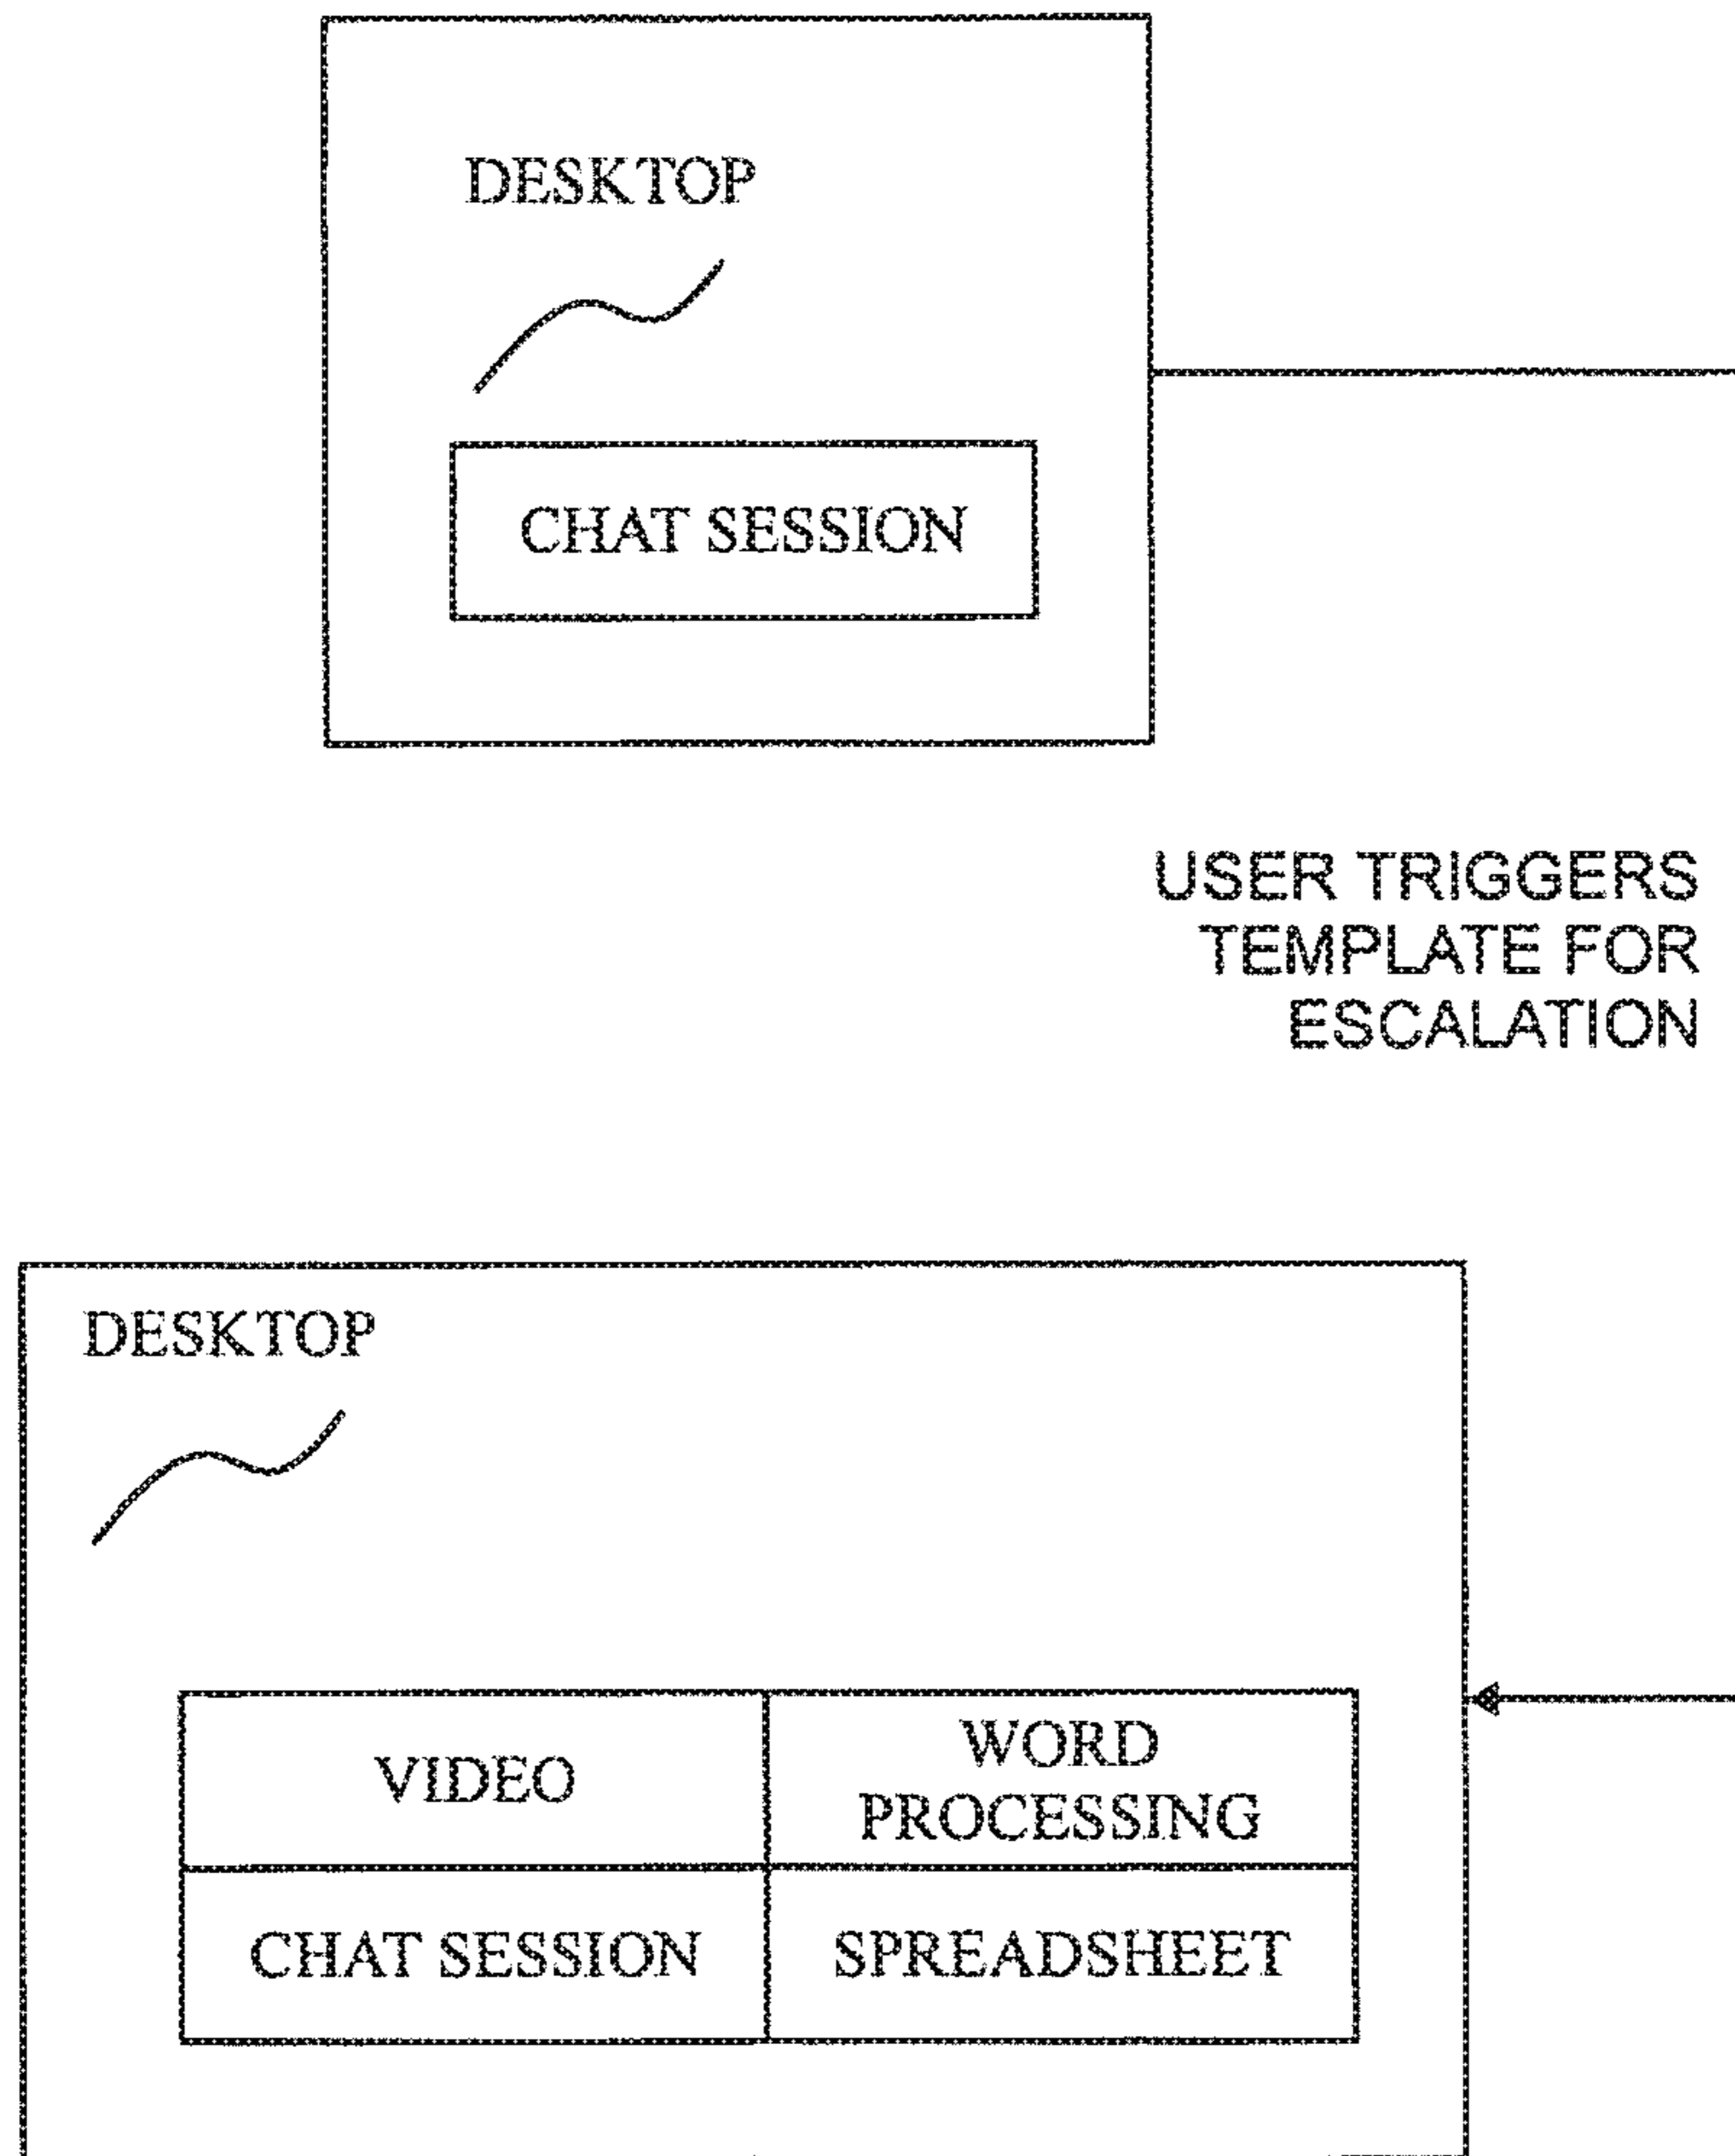 DESKTOP
CHAT SESSION
USER TRIGGERS
TEMPLATE FOR
ESCALATION
DESKTOP
VIDEO
WORD
PROCESSING
CHAT SESSION
SPREADSHEET